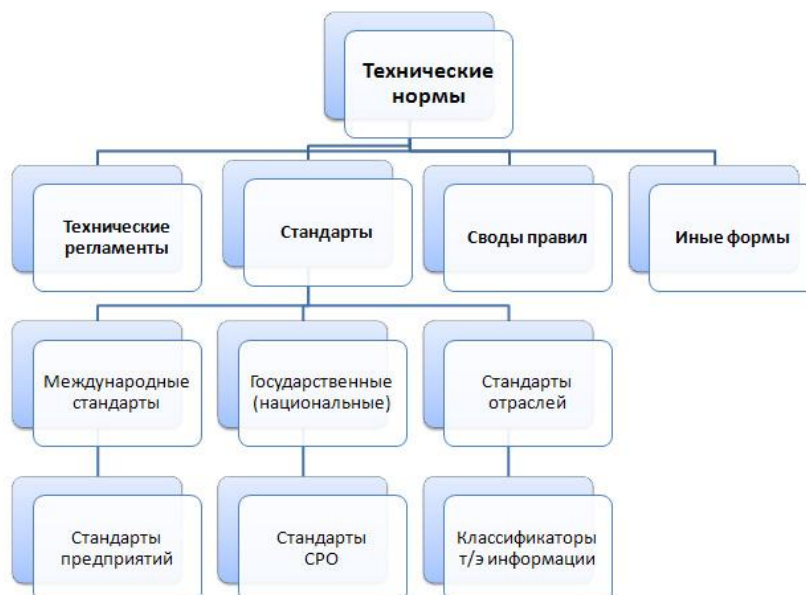 Технические
нормы
Технические
регламенты
Стандарты
Своды правил
Иные формы
Международные
стандарты
Государственные
(национальные)
Стандарты
отраслей
Стандарты
предприятий
Стандарты
СРО
Классификаторы
т/э информации